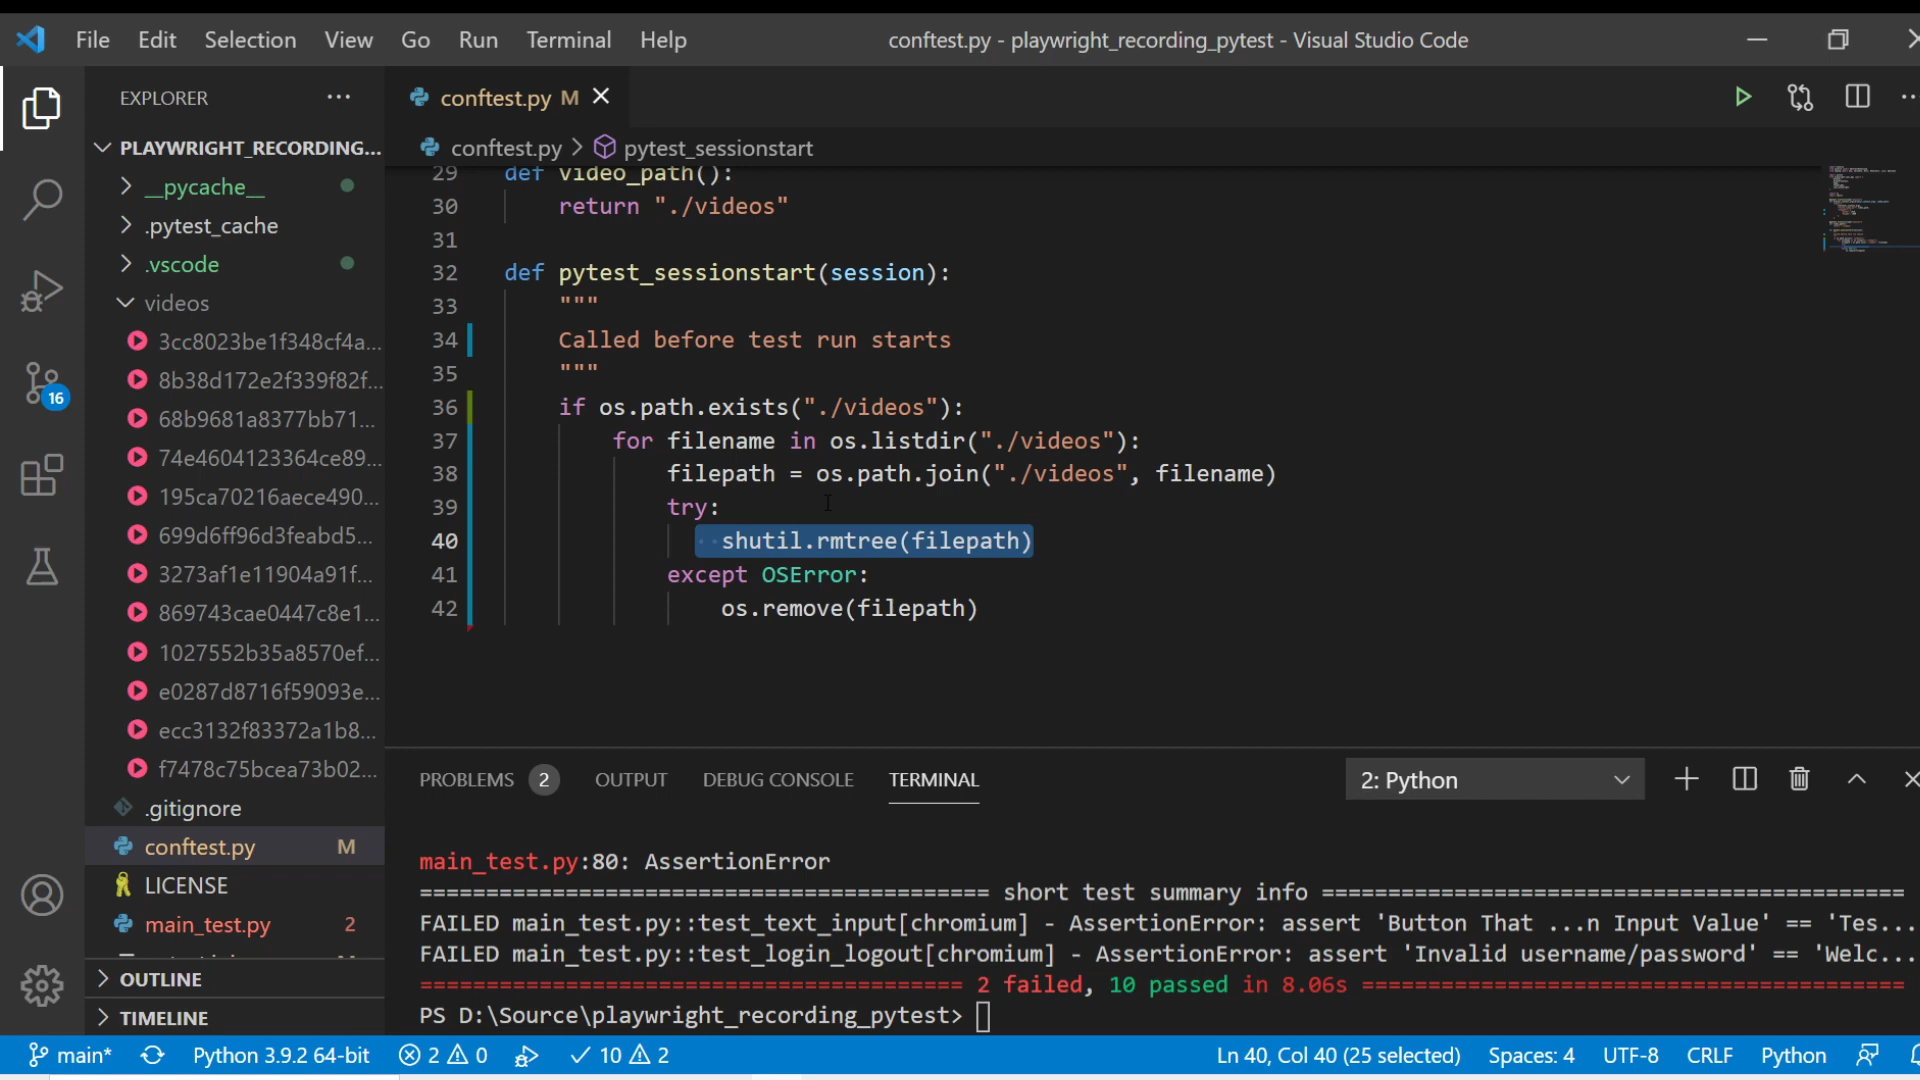 File Edit Selection View Go Run Terminal Help
conftest.py - playwright_recording_pytest - Visual Studio Code
EXPLORER ...
PLAYWRIGHT_RECORDING...
__pycache__
.pytest_cache
.vscode
videos
3cc8023be1f348cf4a...
8b38d172e2f339f82f...
68b9681a8377bb71...
74e4604123364ce89...
195ca70216aece490...
699d6ff96d3feabd5...
3273af1e11904a91f...
869743cae0447c8e1...
1027552b35a8570ef...
e0287d8716f59093e...
ecc3132f83372a1b8...
f7478c75bcea73b02...
.gitignore
conftest.py M
LICENSE
main_test.py 2
OUTLINE
TIMELINE
16
conftest.py M
conftest.py > pytest_sessionstart
29 def video_path():
30 return "./videos"
31
32 def pytest_sessionstart(session):
33 """
34 Called before test run starts
35 """
36 if os.path.exists("./videos"):
37 for filename in os.listdir("./videos"):
38 filepath = os.path.join("./videos", filename)
39 try:
40 shutil.rmtree(filepath)
41 except OSError:
42 os.remove(filepath)
PROBLEMS 2 OUTPUT DEBUG CONSOLE TERMINAL 2: Python
main_test.py:80: AssertionError
=========================================== short test summary info ============================================
FAILED main_test.py::test_text_input[chromium] - AssertionError: assert 'Button That ...n Input Value' == 'Tes...
FAILED main_test.py::test_login_logout[chromium] - AssertionError: assert 'Invalid username/password' == 'Welc...
========================================= 2 failed, 10 passed in 8.06s =========================================
PS D:\Source\playwright_recording_pytest>
main* Python 3.9.2 64-bit 2 0 10 2 Ln 40, Col 40 (25 selected) Spaces: 4 UTF-8 CRLF Python